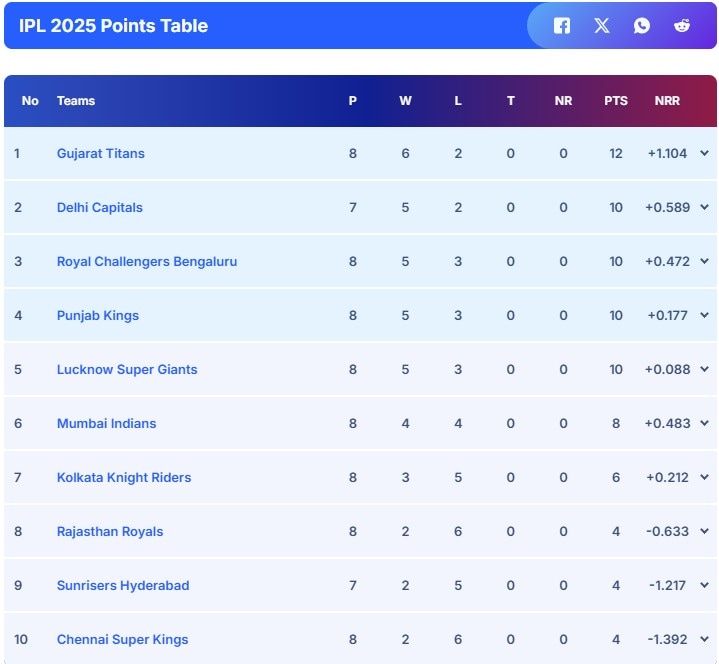 IPL 2025 Points Table
No Teams P W L T NR PTS NRR
1 Gujarat Titans 8 6 2 0 0 12 +1.104
2 Delhi Capitals 7 5 2 0 0 10 +0.589
3 Royal Challengers Bengaluru 8 5 3 0 0 10 +0.472
4 Punjab Kings 8 5 3 0 0 10 +0.177
5 Lucknow Super Giants 8 5 3 0 0 10 +0.088
6 Mumbai Indians 8 4 4 0 0 8 +0.483
7 Kolkata Knight Riders 8 3 5 0 0 6 +0.212
8 Rajasthan Royals 8 2 6 0 0 4 -0.633
9 Sunrisers Hyderabad 7 2 5 0 0 4 -1.217
10 Chennai Super Kings 8 2 6 0 0 4 -1.392